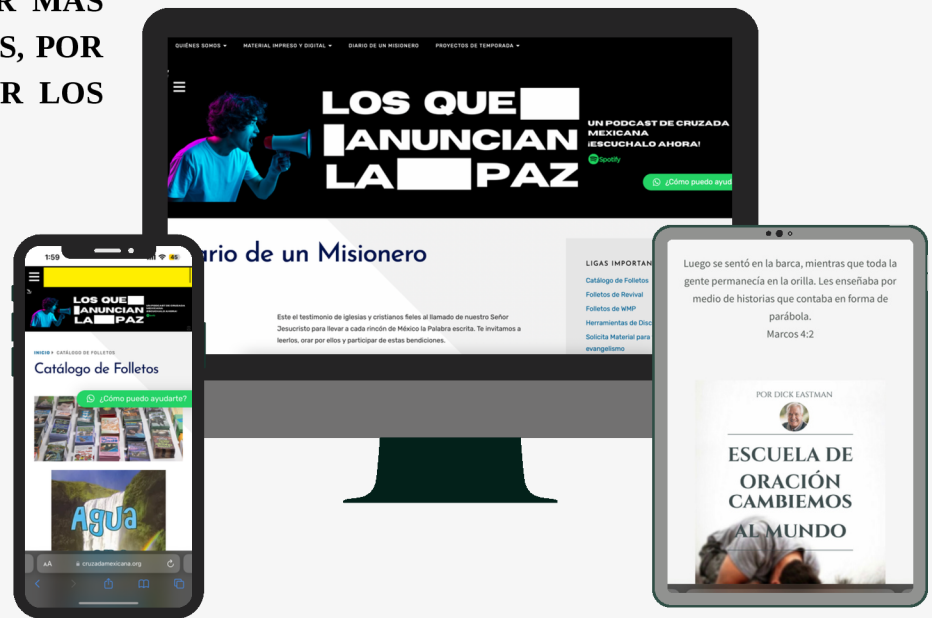 R MÁS
S, POR
R LOS
QUIÉNES SOMOS
MATERIAL IMPRESO Y DIGITAL
DIARIO DE UN MISIONERO
PROYECTOS DE TEMPORADA
LOS QUE
ANUNCIAN
LA PAZ
UN PODCAST DE CRUZADA
MEXICANA
¡ESCUCHALO AHORA!
Spotify
¿Cómo puedo ayud
ario de un Misionero
Este el testimonio de iglesias y cristianos fieles al llamado de nuestro Señor
Jesucristo para llevar a cada rincón de México la Palabra escrita. Te invitamos a
leerlos, orar por ellos y participar de estas bendiciones.
LIGAS IMPORTAN
Catálogo de Folletos
Folletos de Revival
Folletos de WMP
Herramientas de Disc
Solicita Material para
evangelismo
1:59
45
LOS QUE
ANUNCIAN
LA PAZ
INICIO > CATÁLOGO DE FOLLETOS
Catálogo de Folletos
¿Cómo puedo ayudarte?
Agua
AA
cruzadamexicana.org
Luego se sentó en la barca, mientras que toda la
gente permanecía en la orilla. Les enseñaba por
medio de historias que contaba en forma de
parábola.
Marcos 4:2
POR DICK EASTMAN
ESCUELA DE
ORACIÓN
CAMBIEMOS
AL MUNDO